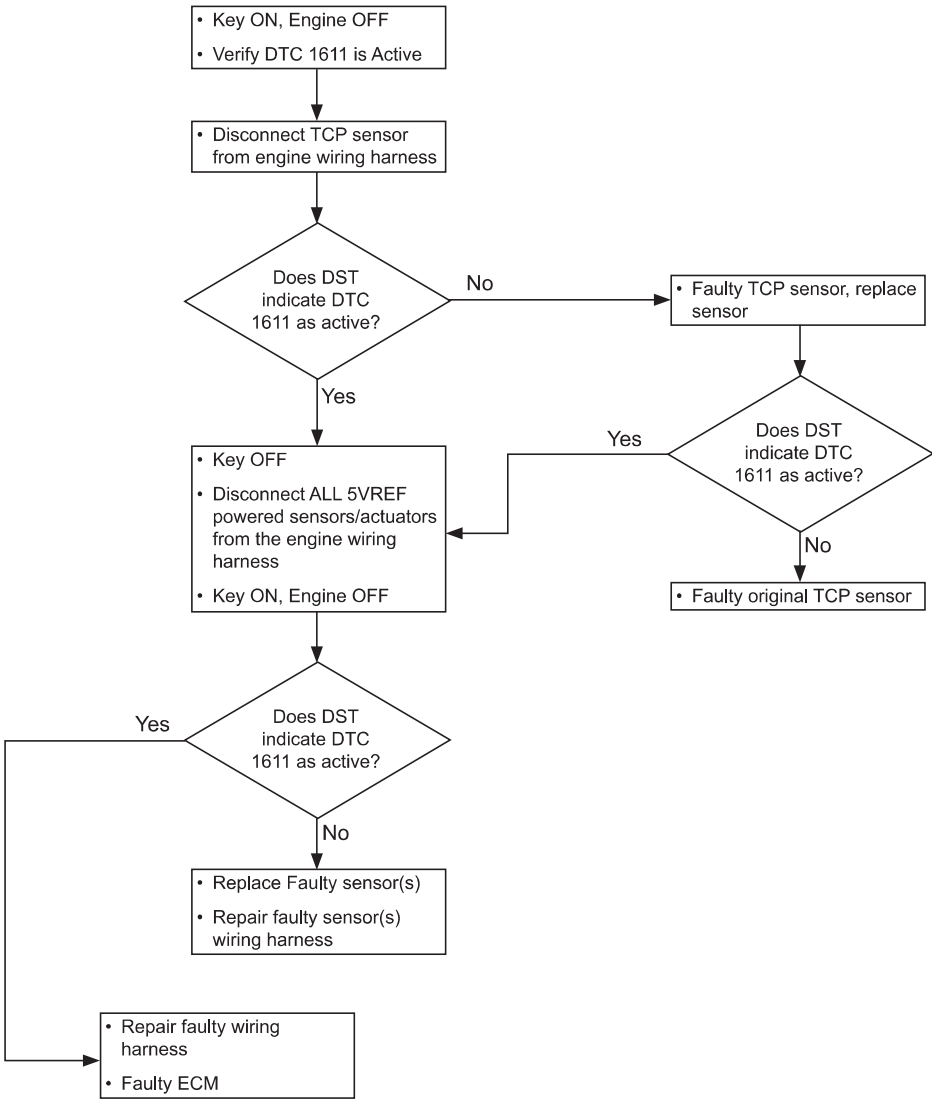 • Key ON, Engine OFF
• Verify DTC 1611 is Active
• Disconnect TCP sensor
from engine wiring harness
Does DST
indicate DTC
1611 as active?
No
• Faulty TCP sensor, replace
sensor
Yes
Does DST
indicate DTC
1611 as active?
Yes
No
• Faulty original TCP sensor
• Key OFF
• Disconnect ALL 5VREF
powered sensors/actuators
from the engine wiring
harness
• Key ON, Engine OFF
Does DST
indicate DTC
1611 as active?
Yes
No
• Replace Faulty sensor(s)
• Repair faulty sensor(s)
wiring harness
• Repair faulty wiring
harness
• Faulty ECM